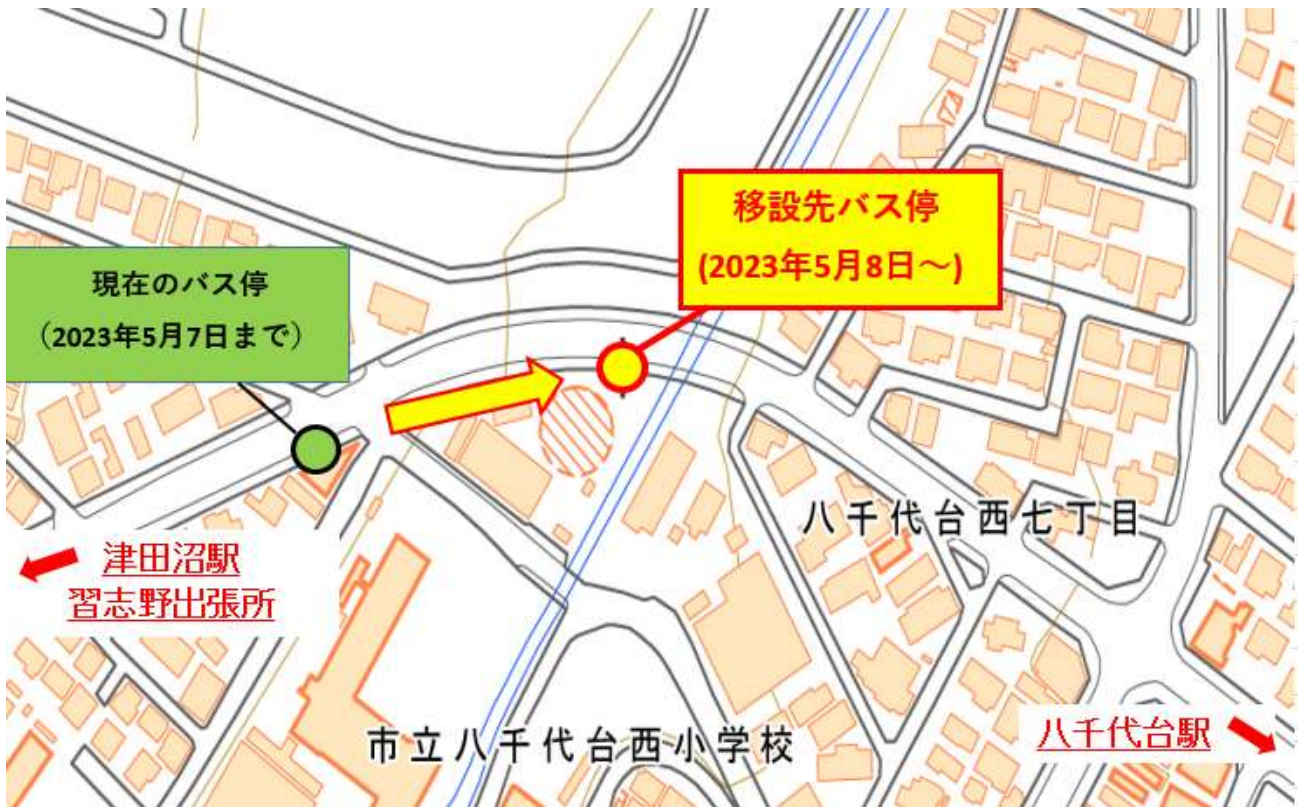 移設先バス停
(2023年5月8日～)
現在のバス停
（2023年5月7日まで）
八千代台西七丁目
津田沼駅
習志野出張所
市立八千代台西小学校
八千代台駅